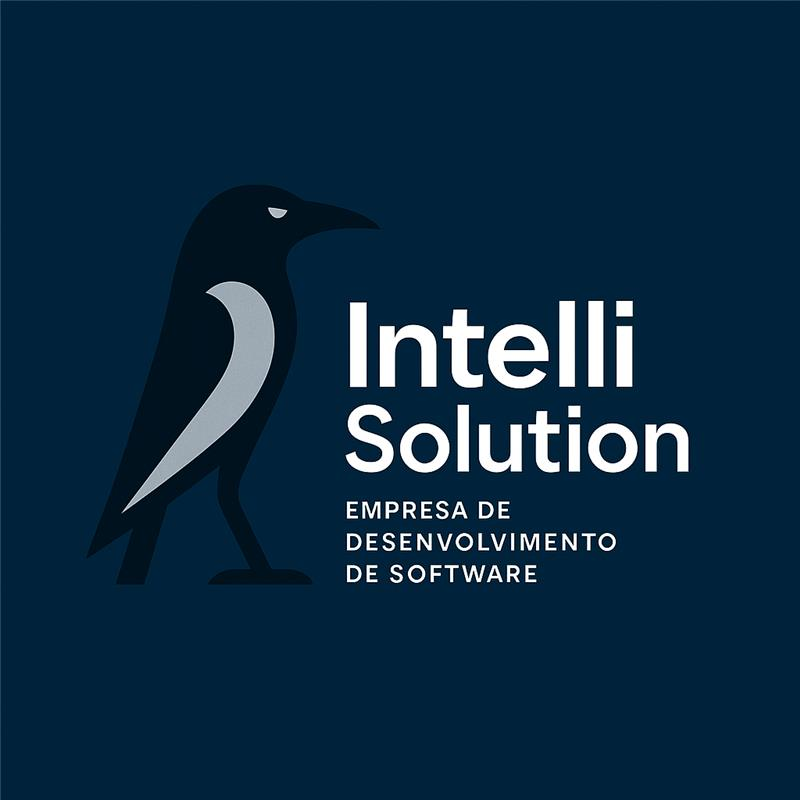 Intelli
Solution
EMPRESA DE
DESENVOLVIMENTO
DE SOFTWARE